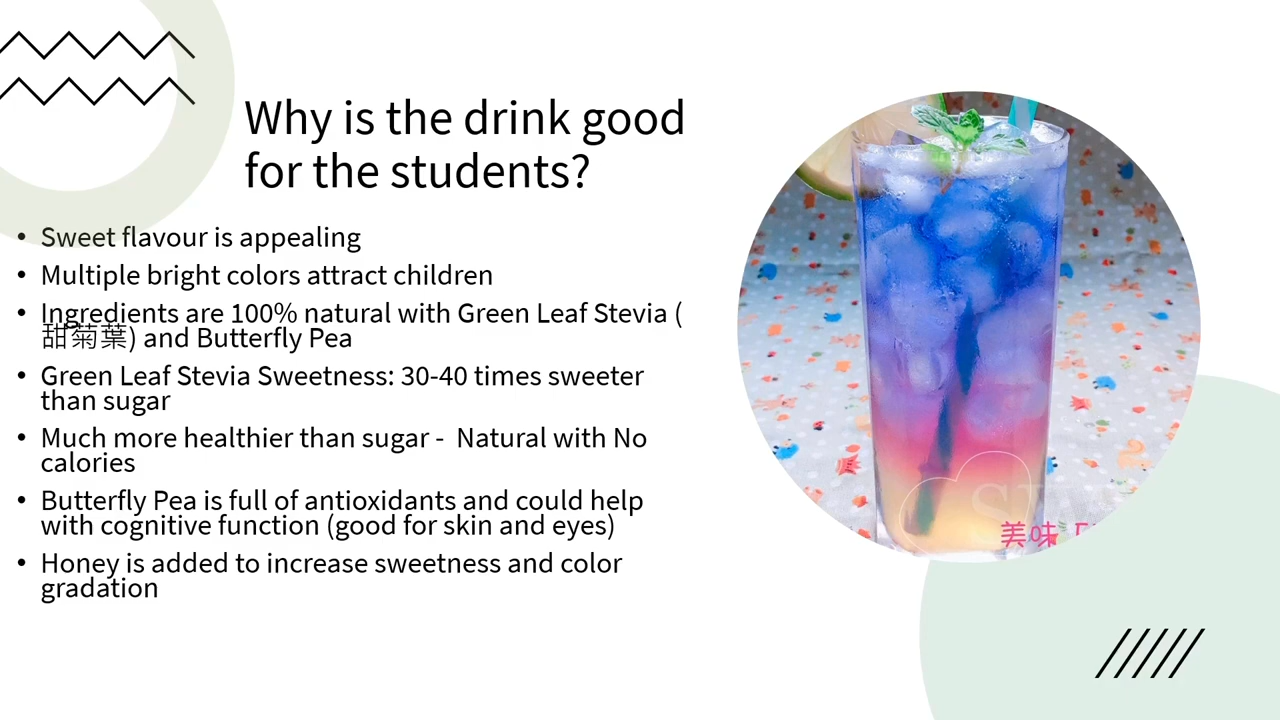 Why is the drink good
for the students?
• Sweet flavour is appealing
• Multiple bright colors attract children
• Ingredients are 100% natural with Green Leaf Stevia (
甜菊葉) and Butterfly Pea
• Green Leaf Stevia Sweetness: 30-40 times sweeter
than sugar
• Much more healthier than sugar -  Natural with No
calories
• Butterfly Pea is full of antioxidants and could help
with cognitive function (good for skin and eyes)
• Honey is added to increase sweetness and color
gradation
美味